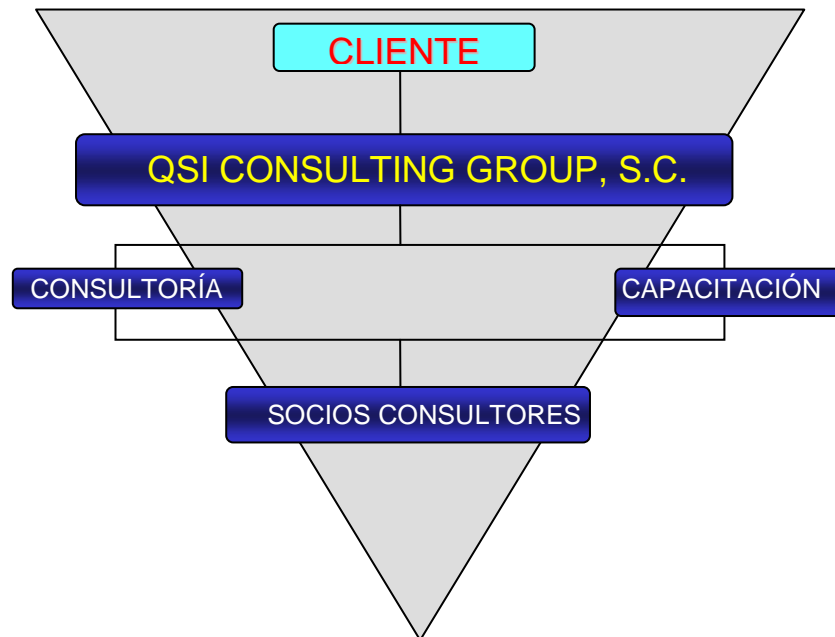 CLIENTE
QSI CONSULTING GROUP, S.C.
CONSULTORÍA
CAPACITACIÓN
SOCIOS CONSULTORES